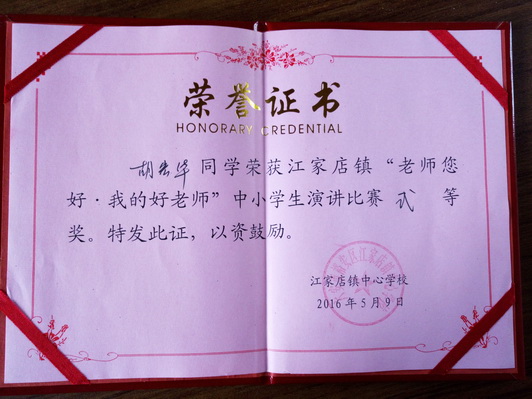 荣誉证书
HONORARY CREDENTIAL
胡 华 同学荣获江家店镇“老师您
好·我的好老师”中小学生演讲比赛 弍 等
奖。特发此证，以资鼓励。
江家店镇中心学校
2016年5月9日